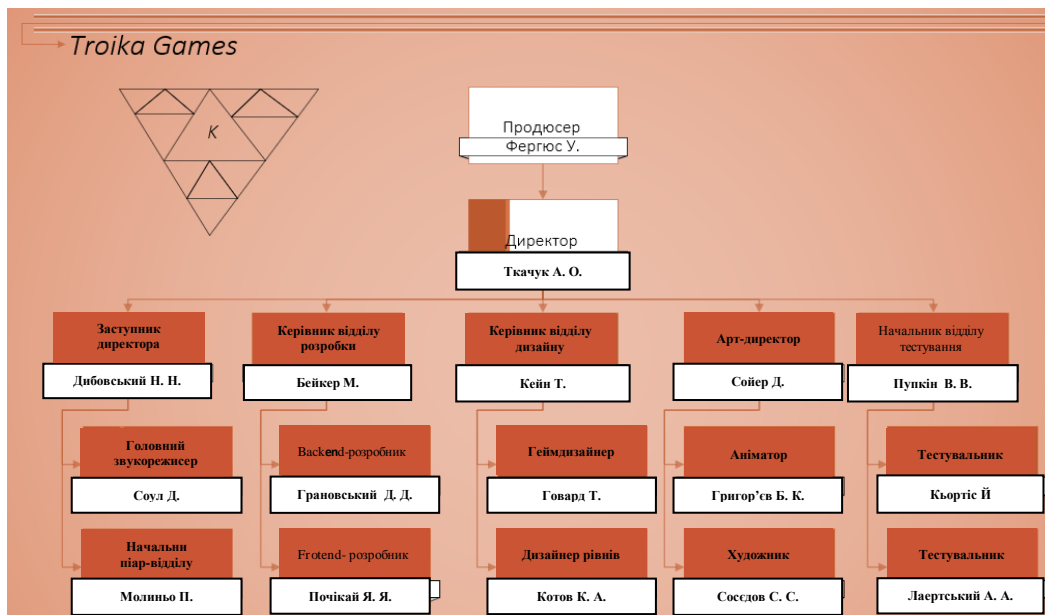 Troika Games
K
Продюсер
Фергюс У.
Директор
Ткачук А. О.
Заступник
директора
Дибовський Н. Н.
Керівник відділу
розробки
Бейкер М.
Керівник відділу
дизайну
Кейн Т.
Арт-директор
Сойер Д.
Начальник відділу
тестування
Пупкін В. В.
Головний
звукорежисер
Соул Д.
Backend-розробник
Грановський Д. Д.
Геймдизайнер
Говард Т.
Аніматор
Григор’єв Б. К.
Тестувальник
Кьортіс Й
Начальни
піар-відділу
Молиньо П.
Frotend- розробник
Почікай Я. Я.
Дизайнер рівнів
Котов К. А.
Художник
Сосєдов С. С.
Тестувальник
Лаертський А. А.